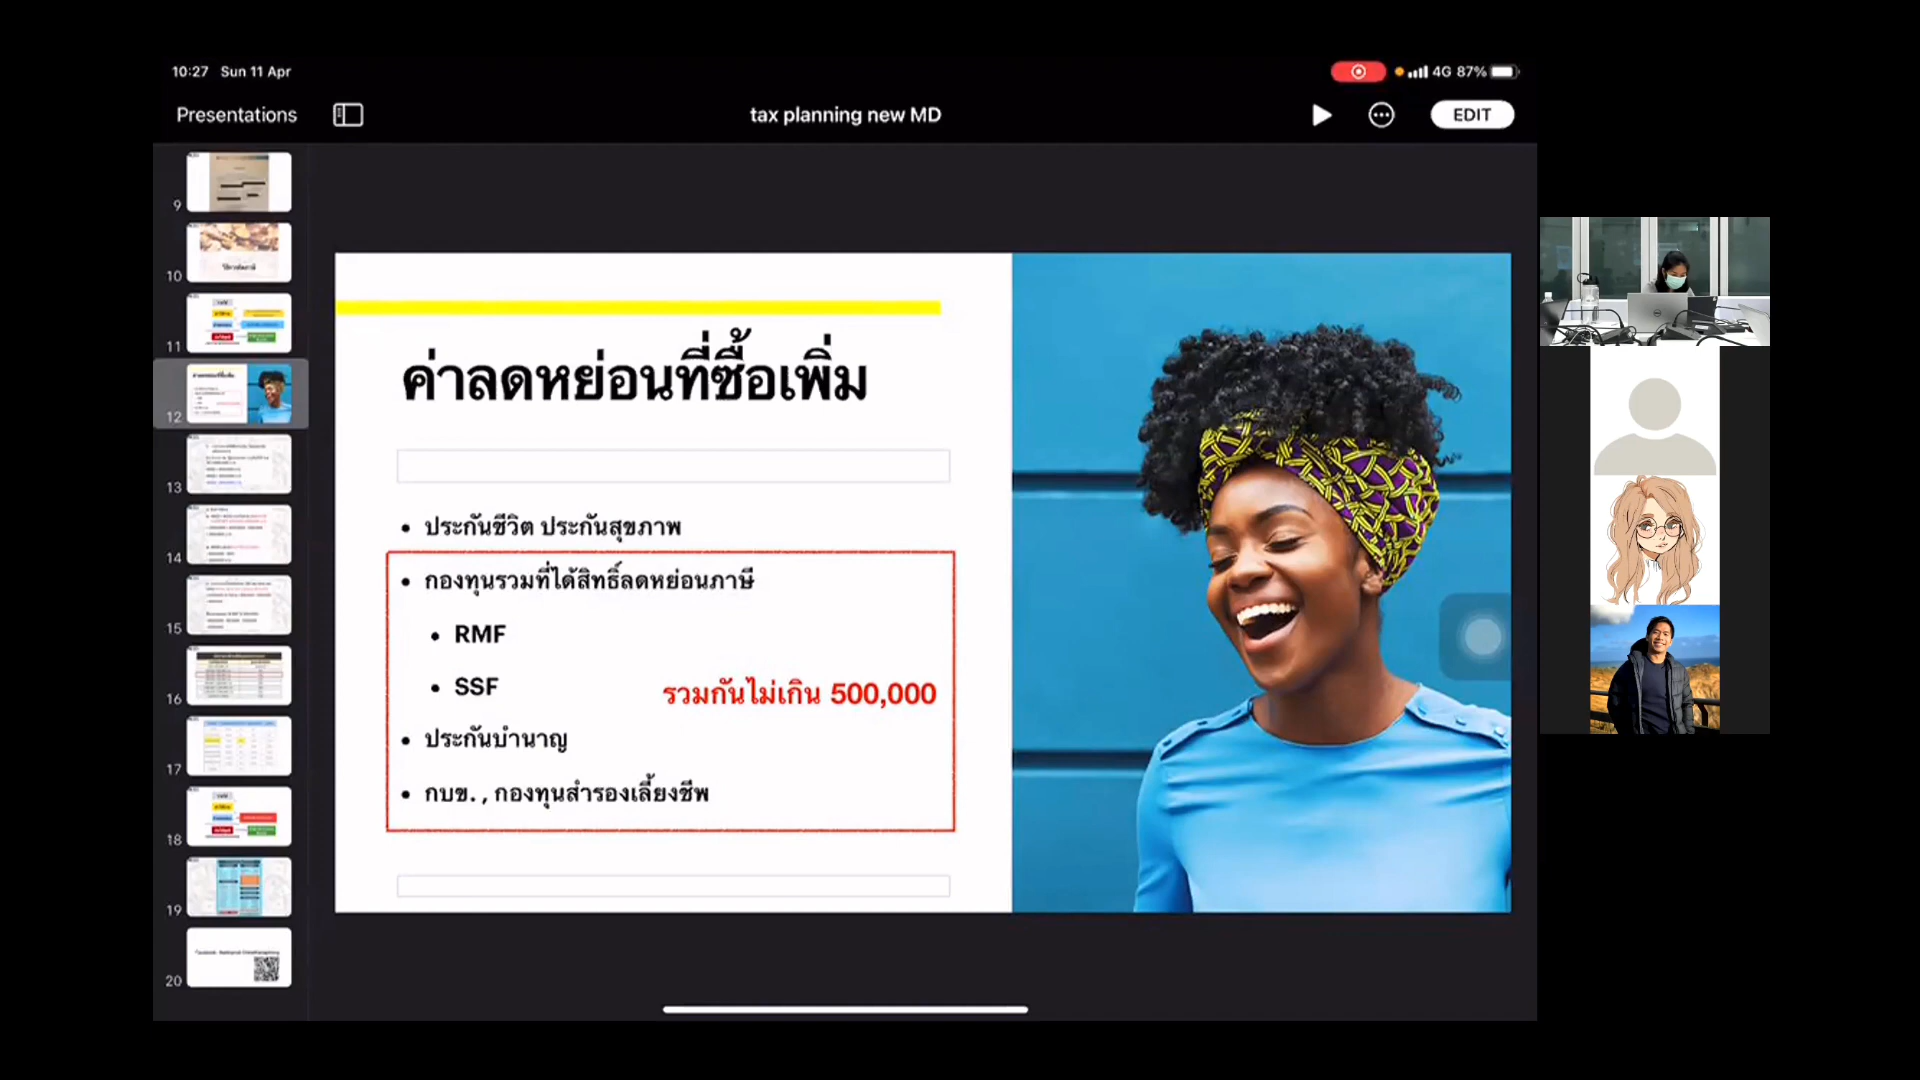 10:27 Sun 11 Apr
4G 87%
Presentations
tax planning new MD
EDIT
9
10
11
12
13
14
15
16
17
18
19
20
ค่าลดหย่อนที่ซื้อเพิ่ม
• ประกันชีวิต ประกันสุขภาพ
• กองทุนรวมที่ได้สิทธิ์ลดหย่อนภาษี
• RMF
• SSF
รวมกันไม่เกิน 500,000
• ประกันบำนาญ
• กบข. , กองทุนสำรองเลี้ยงชีพ